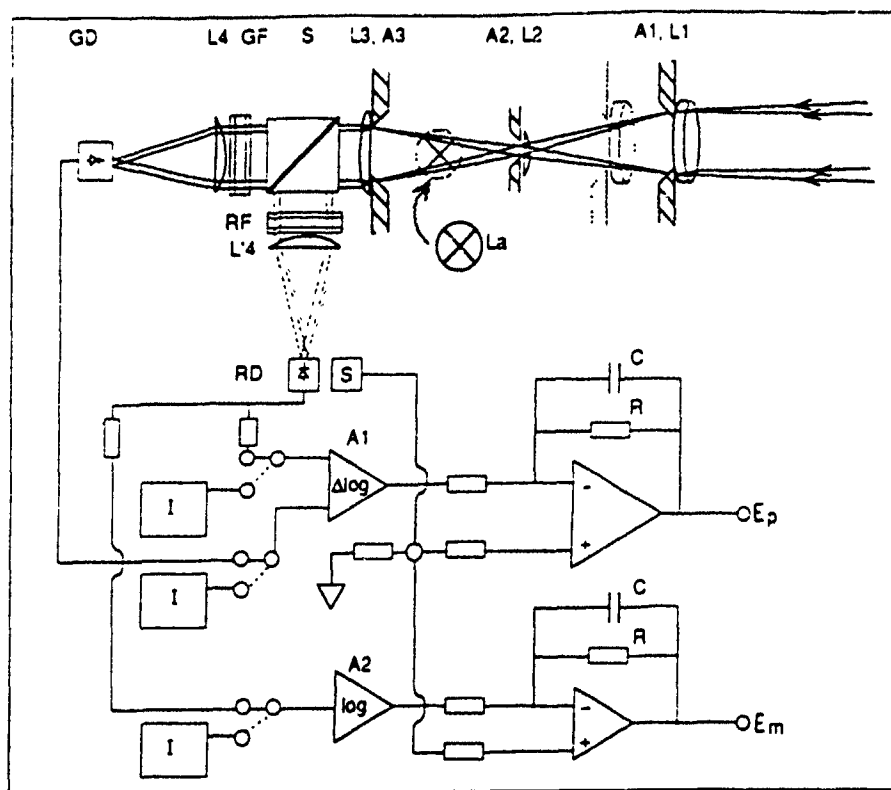 GD L4 GF S L3, A3 A2, L2 A1, L1
RF
L'4
La
RD
S
C
R
A1
Δlog
I
-
+
Ep
I
C
R
A2
log
I
-
+
Em